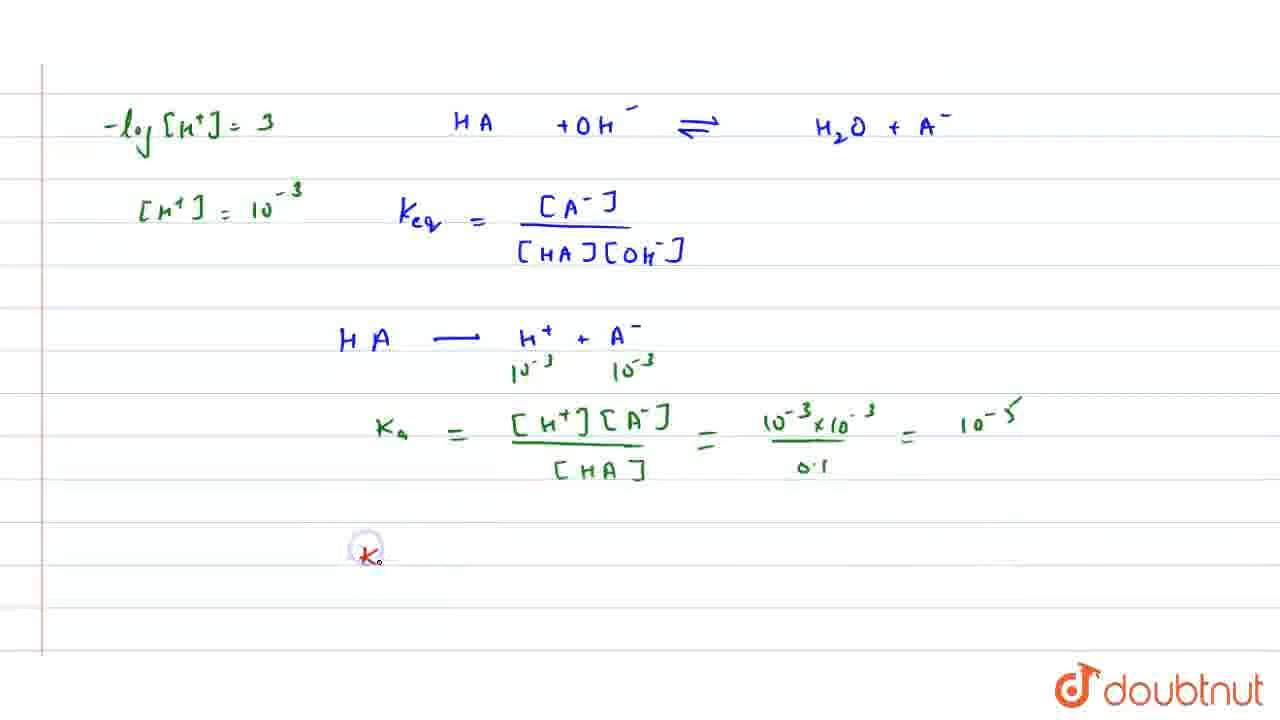 -log [H⁺] = 3
HA + OH⁻ ⇌ H₂O + A⁻
[H⁺] = 10⁻³
Keq = [A⁻] / [HA][OH⁻]
HA — H⁺ + A⁻
10⁻³ 10⁻³
Ka = [H⁺][A⁻] / [HA] = 10⁻³ × 10⁻³ / 0.1 = 10⁻⁵
K
doubtnut